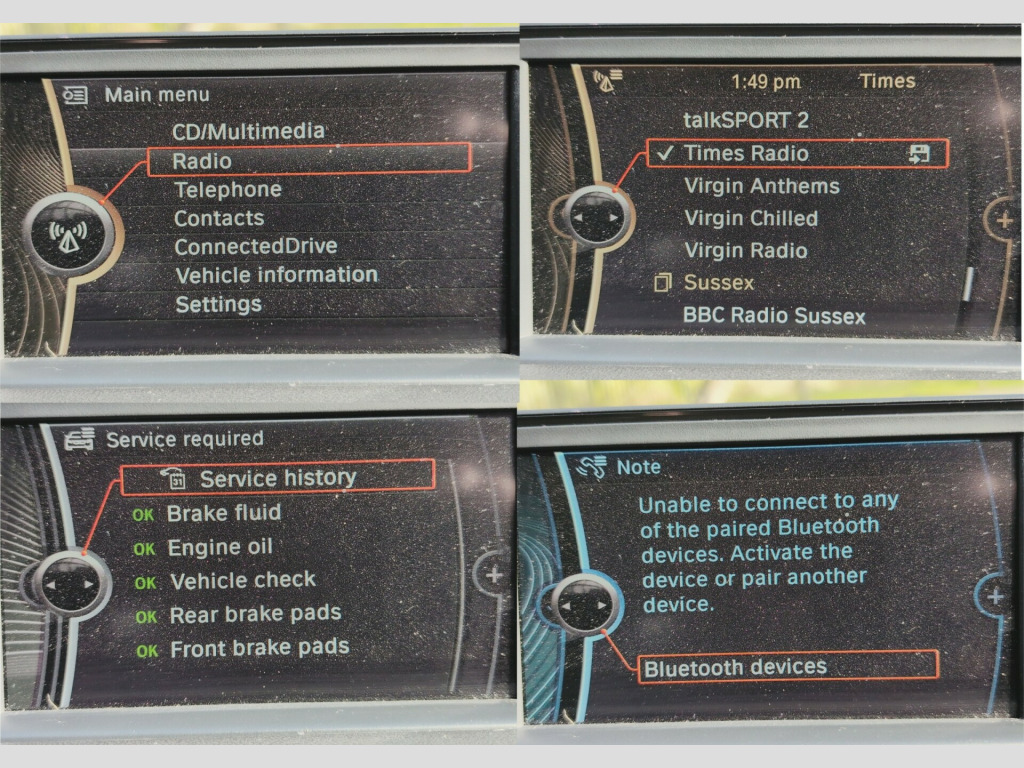 Main menu
CD/Multimedia
Radio
Telephone
Contacts
ConnectedDrive
Vehicle information
Settings
1:49 pm Times
talkSPORT 2
Times Radio
Virgin Anthems
Virgin Chilled
Virgin Radio
Sussex
BBC Radio Sussex
Service required
31 Service history
OK Brake fluid
OK Engine oil
OK Vehicle check
OK Rear brake pads
OK Front brake pads
Note
Unable to connect to any
of the paired Bluetooth
devices. Activate the
device or pair another
device.
Bluetooth devices